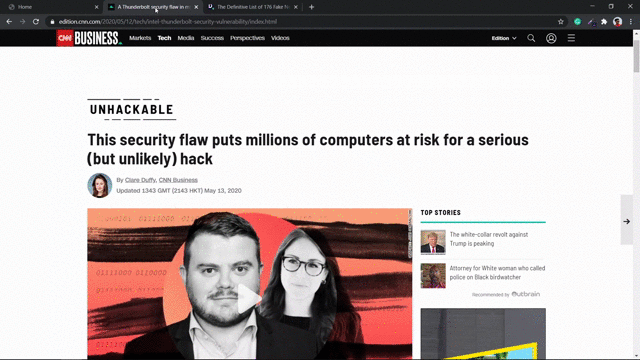 Home
A Thunderbolt security flaw in m
The Definitive List of 176 Fake N
edition.cnn.com/2020/05/12/tech/intel-thunderbolt-security-vulnerability/index.html
CNN BUSINESS
Markets Tech Media Success Perspectives Videos
Edition
UNHACKABLE
This security flaw puts millions of computers at risk for a serious
(but unlikely) hack
By Clare Duffy, CNN Business
Updated 1343 GMT (2143 HKT) May 13, 2020
TOP STORIES
The white-collar revolt against
Trump is peaking
Attorney for White woman who called
police on Black birdwatcher
Recommended by Outbrain